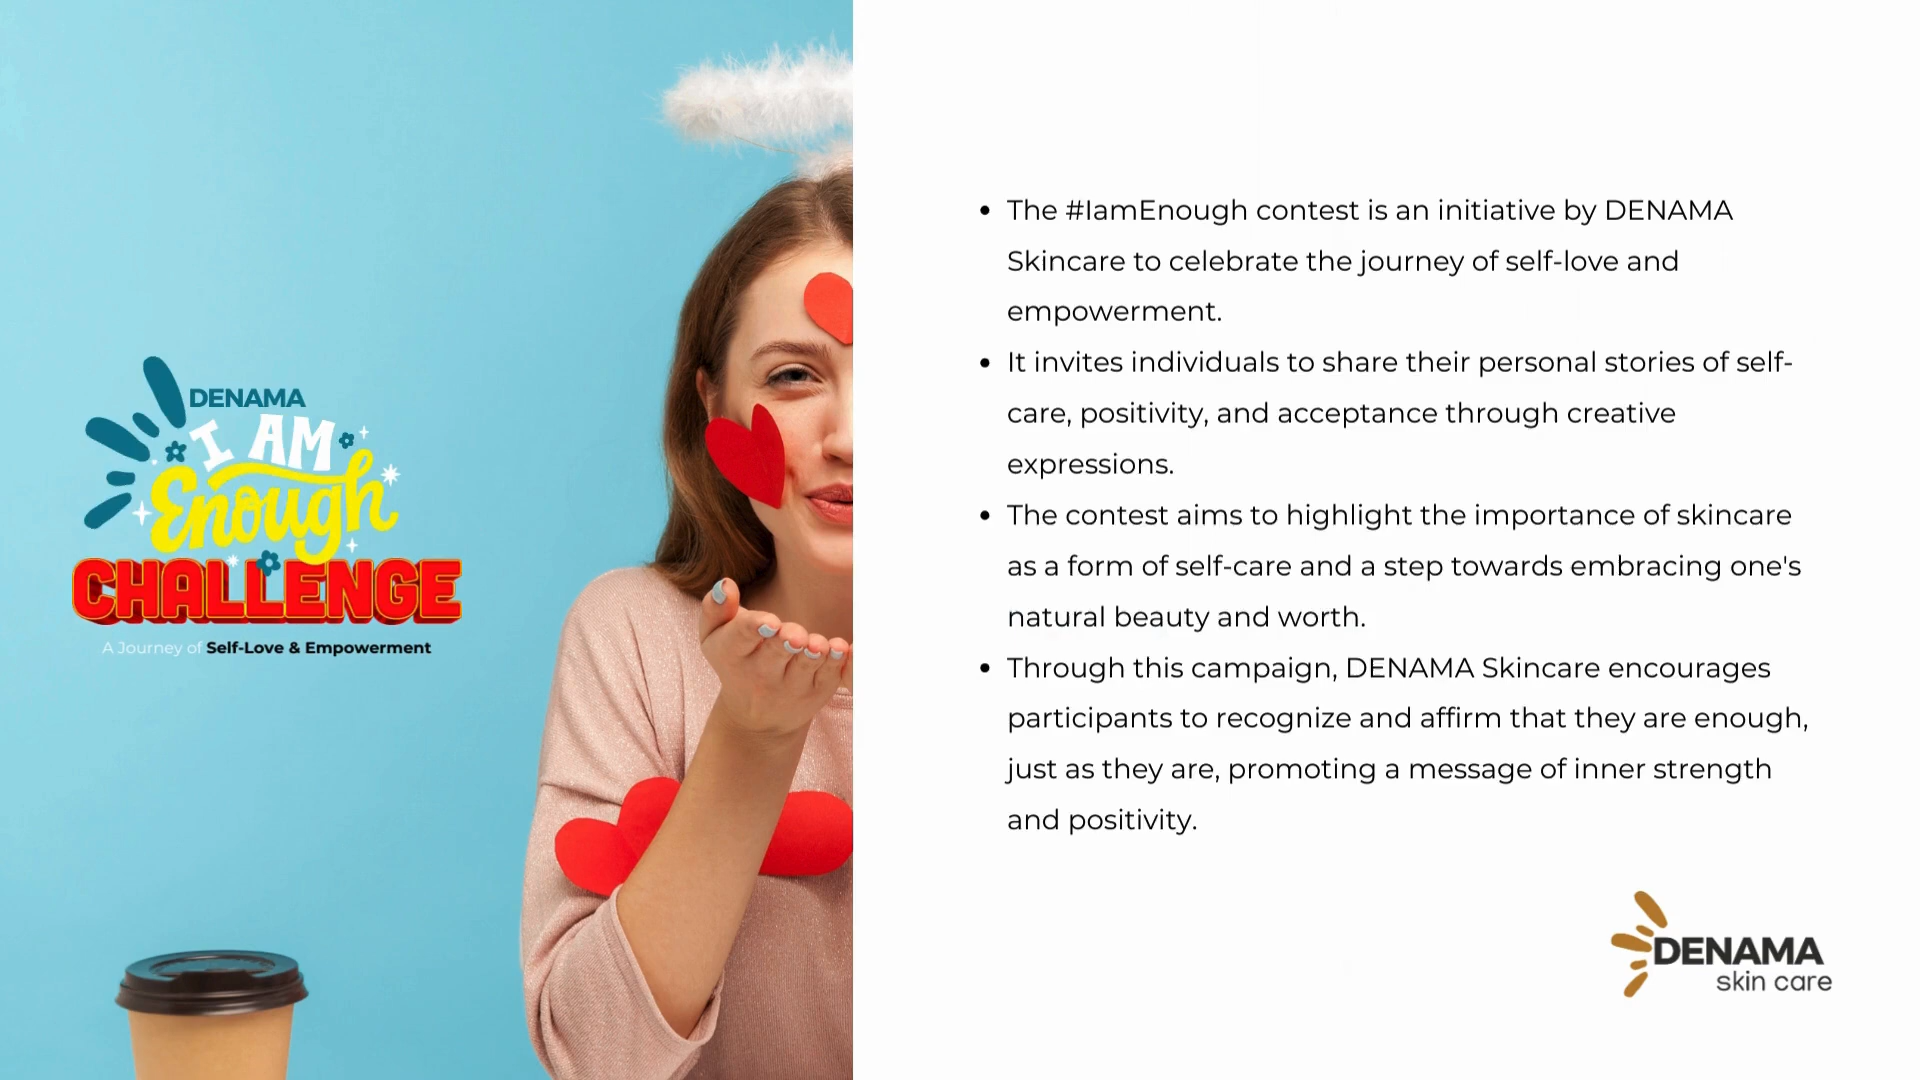 DENAMA
I AM
Enough
CHALLENGE
A Journey of Self-Love & Empowerment
• The #IamEnough contest is an initiative by DENAMA
Skincare to celebrate the journey of self-love and
empowerment.
• It invites individuals to share their personal stories of self-
care, positivity, and acceptance through creative
expressions.
• The contest aims to highlight the importance of skincare
as a form of self-care and a step towards embracing one's
natural beauty and worth.
• Through this campaign, DENAMA Skincare encourages
participants to recognize and affirm that they are enough,
just as they are, promoting a message of inner strength
and positivity.
DENAMA
skin care